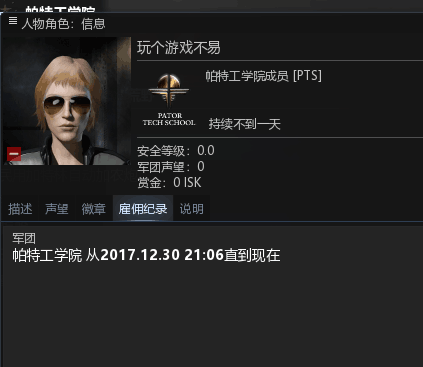 帕特工学院
人物角色：信息
玩个游戏不易
帕特工学院成员 [PTS]
PATOR
TECH SCHOOL
持续不到一天
安全等级：0.0
军团声望：0
赏金：0 ISK
描述 声望 徽章 雇佣纪录 说明
军团
帕特工学院 从2017.12.30 21:06直到现在